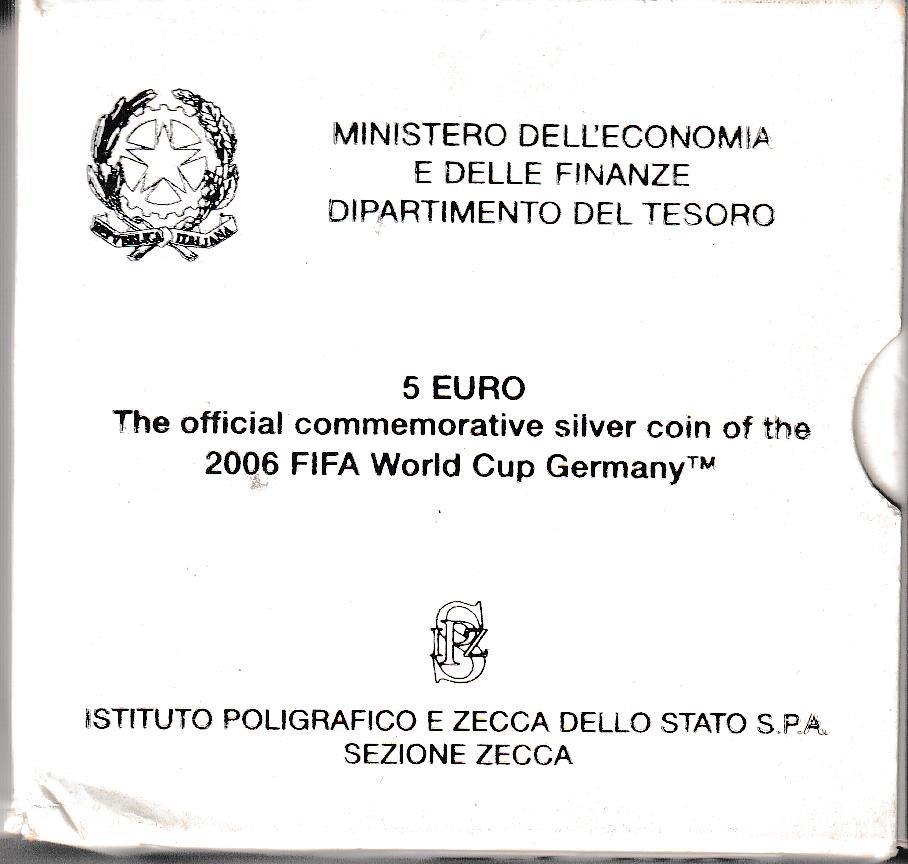 REPVBBLICA ITALIANA
MINISTERO DELL'ECONOMIA
E DELLE FINANZE
DIPARTIMENTO DEL TESORO
5 EURO
The official commemorative silver coin of the
2006 FIFA World Cup Germany™
IPZS
ISTITUTO POLIGRAFICO E ZECCA DELLO STATO S.P.A.
SEZIONE ZECCA